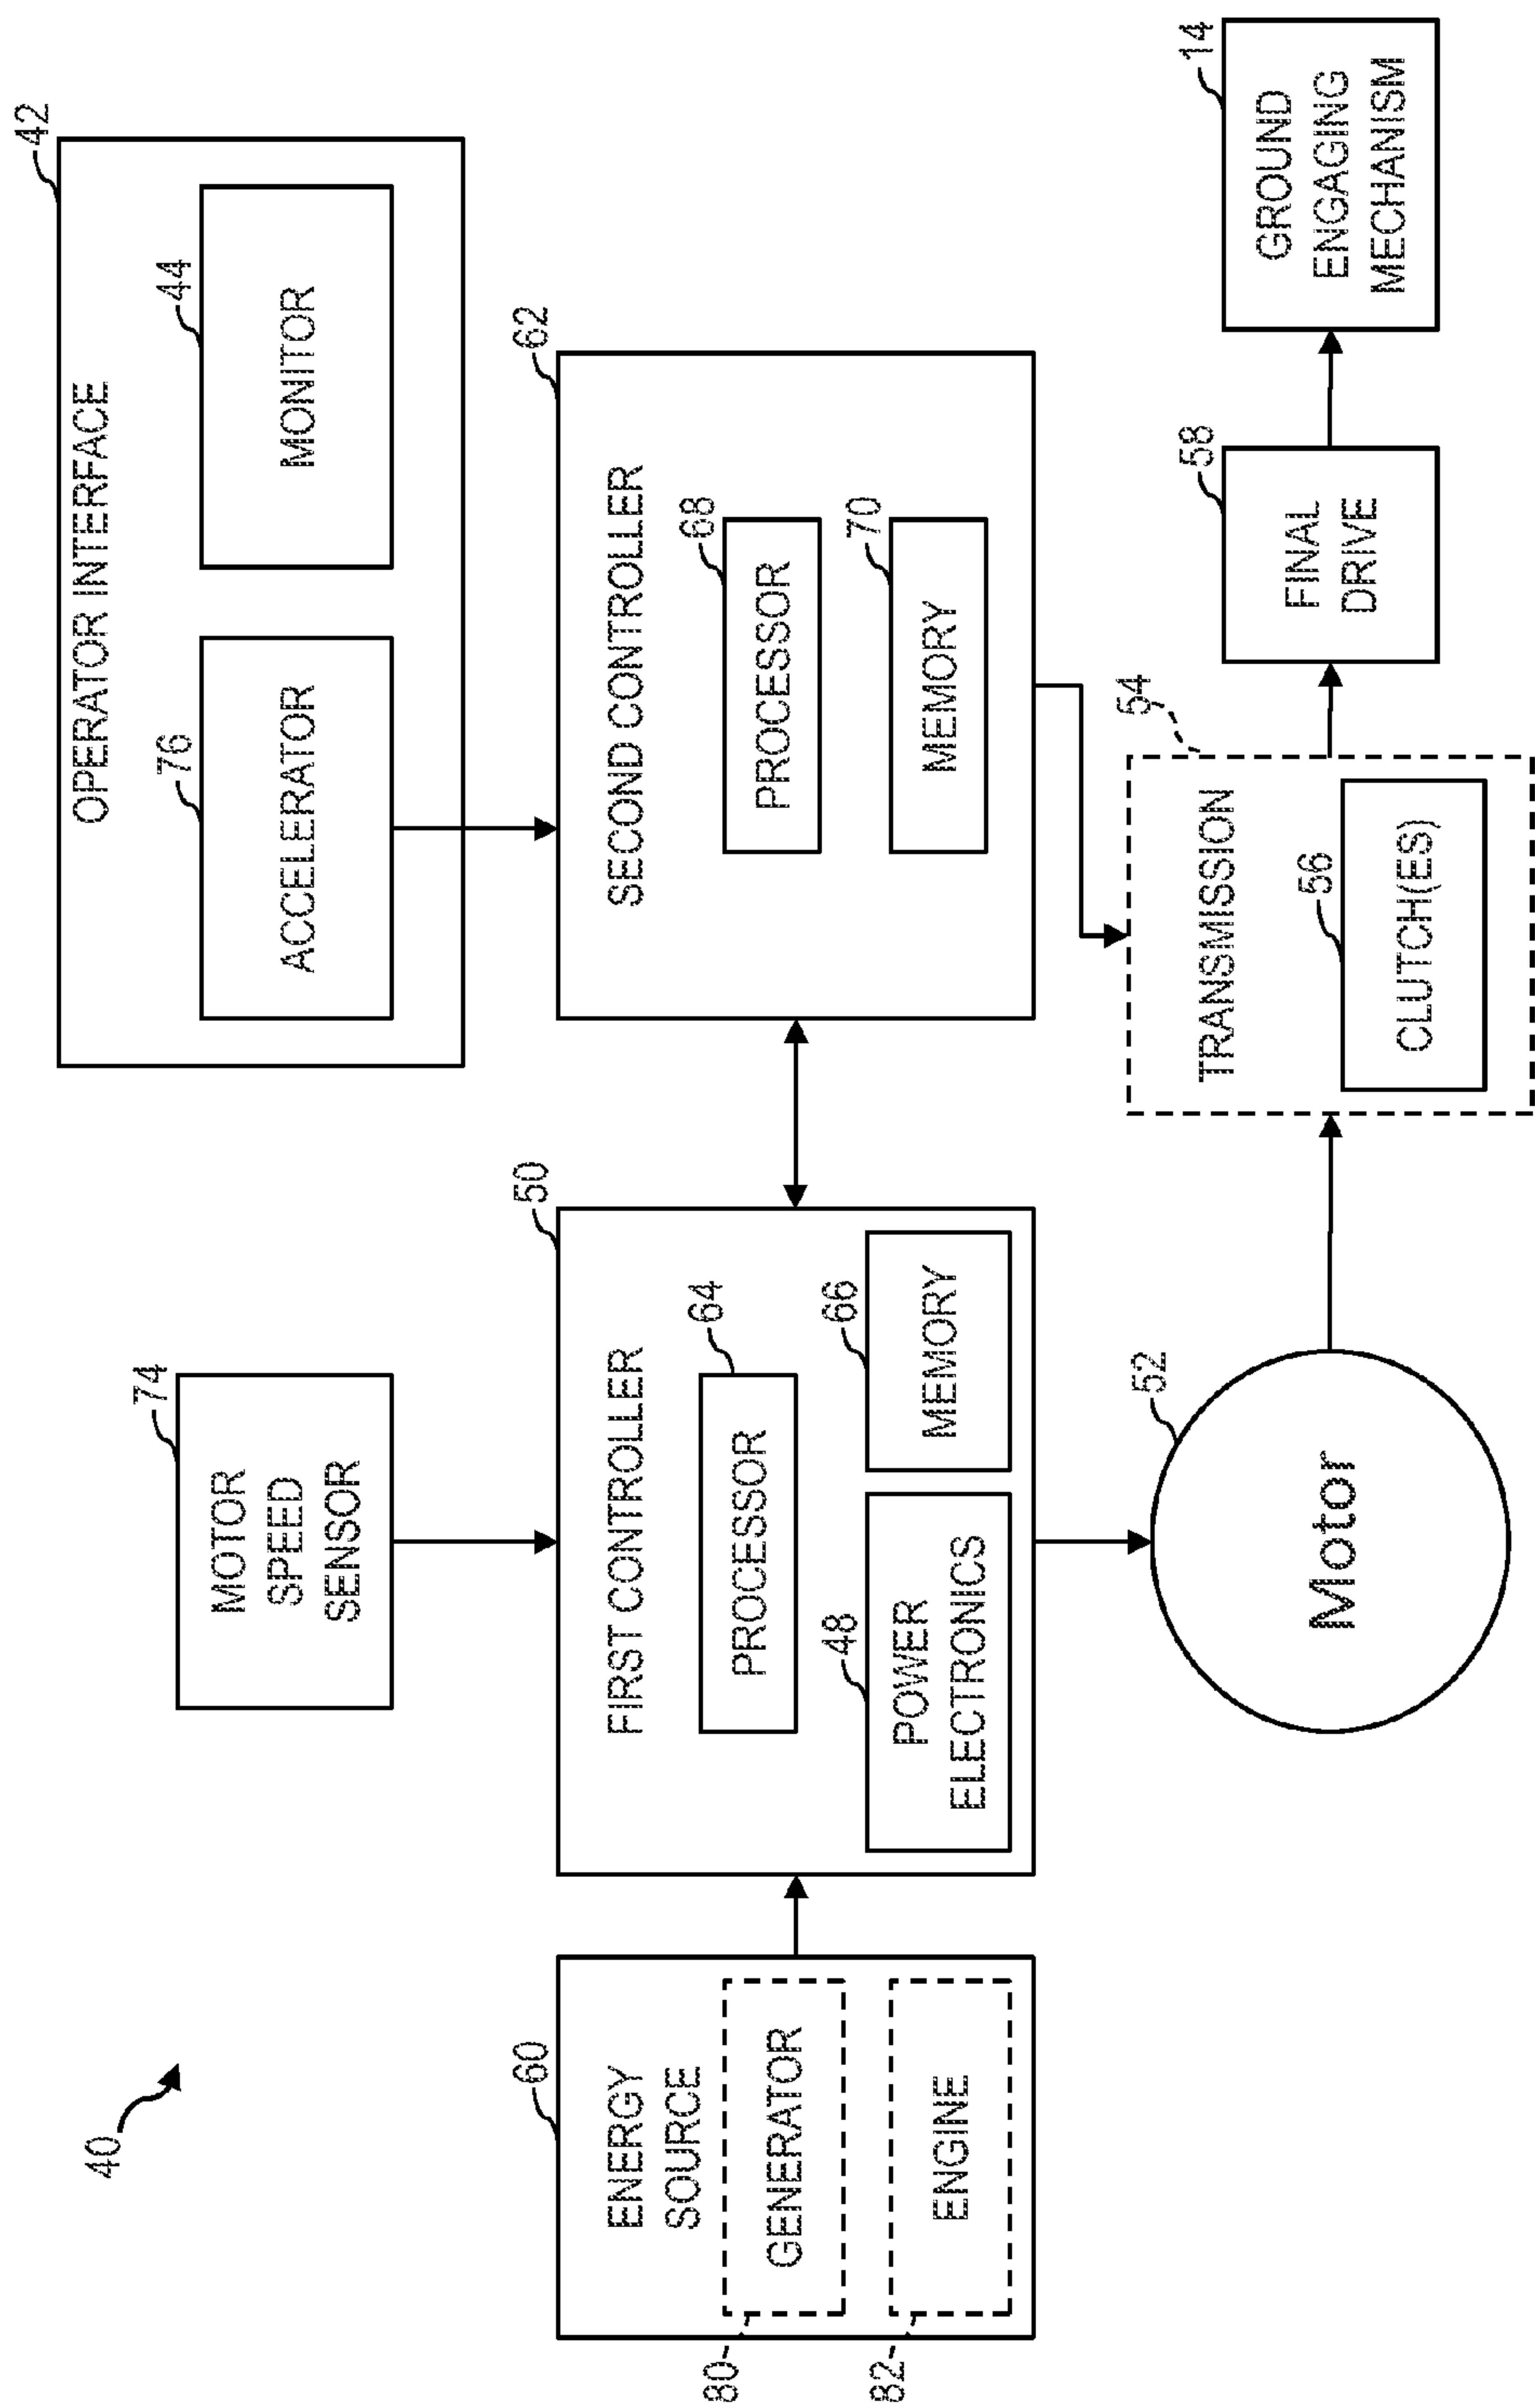 40
42
OPERATOR INTERFACE
76
ACCELERATOR
44
MONITOR
74
MOTOR
SPEED
SENSOR
60
ENERGY
SOURCE
80
GENERATOR
82
ENGINE
50
FIRST CONTROLLER
64
PROCESSOR
48
POWER
ELECTRONICS
66
MEMORY
62
SECOND CONTROLLER
68
PROCESSOR
70
MEMORY
52
Motor
54
TRANSMISSION
56
CLUTCH(ES)
58
FINAL
DRIVE
14
GROUND
ENGAGING
MECHANISM